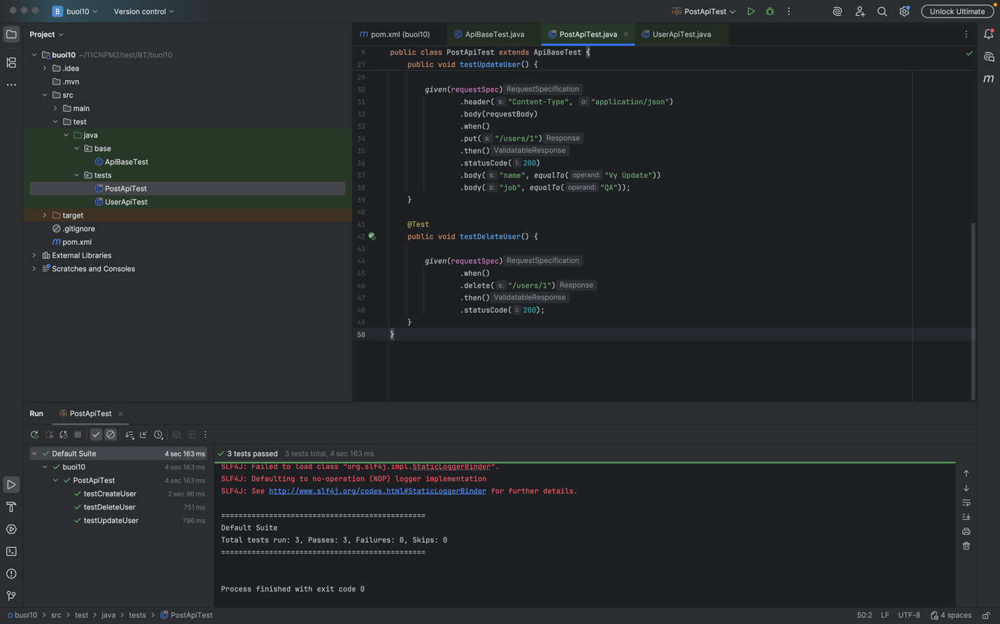 B buoi10 Version control PostApiTest Unlock Ultimate
Project
buoi10 ~/11CNPM2/test/BT/buoi10
.idea
.mvn
src
main
test
java
base
ApiBaseTest
tests
PostApiTest
UserApiTest
target
.gitignore
m pom.xml
External Libraries
Scratches and Consoles
m pom.xml (buoi10) ApiBaseTest.java PostApiTest.java UserApiTest.java
9 public class PostApiTest extends ApiBaseTest {
27 public void testUpdateUser() {
29
30 given(requestSpec) RequestSpecification
31 .header( s: "Content-Type", o: "application/json")
32 .body(requestBody)
33 .when()
34 .put( s: "/users/1") Response
35 .then() ValidatableResponse
36 .statusCode( i: 200)
37 .body( s: "name", equalTo( operand: "Vy Update"))
38 .body( s: "job", equalTo( operand: "QA"));
39 }
40
41 @Test
42 public void testDeleteUser() {
43
44 given(requestSpec) RequestSpecification
45 .when()
46 .delete( s: "/users/1") Response
47 .then() ValidatableResponse
48 .statusCode( i: 200);
49 }
50 }
Run PostApiTest
Default Suite 4 sec 163 ms
buoi10 4 sec 163 ms
PostApiTest 4 sec 163 ms
testCreateUser 2 sec 96 ms
testDeleteUser 751 ms
testUpdateUser 796 ms
3 tests passed 3 tests total, 4 sec 163 ms
SLF4J: Failed to load class "org.slf4j.impl.StaticLoggerBinder".
SLF4J: Defaulting to no-operation (NOP) logger implementation
SLF4J: See http://www.slf4j.org/codes.html#StaticLoggerBinder for further details.
===============================================
Default Suite
Total tests run: 3, Passes: 3, Failures: 0, Skips: 0
===============================================
Process finished with exit code 0
buoi10 > src > test > java > tests > PostApiTest 50:2 LF UTF-8 4 spaces